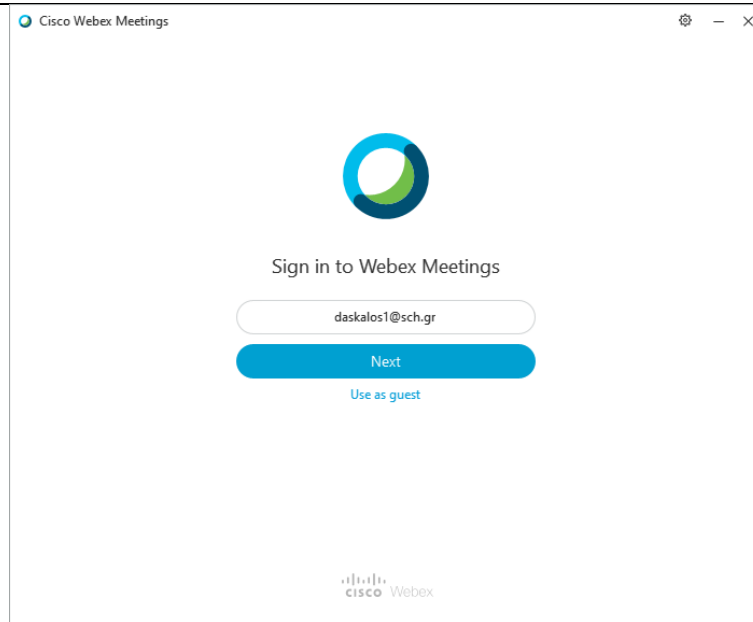 Cisco Webex Meetings
Sign in to Webex Meetings
daskalos1@sch.gr
Next
Use as guest
CISCO Webex